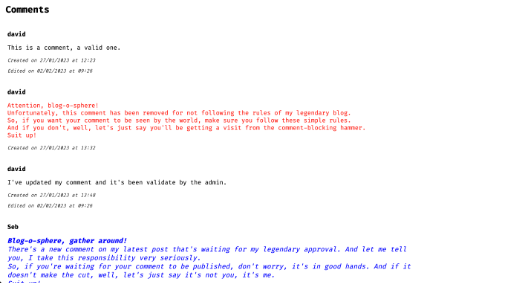 Comments
david
This is a comment, a valid one.
Created on 27/01/2023 at 12:23
Edited on 02/02/2023 at 09:20
david
Attention, blog-o-sphere!
Unfortunately, this comment has been removed for not following the rules of my legendary blog.
So, if you want your comment to be seen by the world, make sure you follow these simple rules.
And if you don't, well, let's just say you'll be getting a visit from the comment-blocking hammer.
Suit up!
Created on 27/01/2023 at 13:32
david
I've updated my comment and it's been validate by the admin.
Created on 27/01/2023 at 13:48
Edited on 02/02/2023 at 09:20
Seb
Blog-o-sphere, gather around!
There's a new comment on my latest post that's waiting for my legendary approval. And let me tell
you, I take this responsibility very seriously.
So, if you're waiting for your comment to be published, don't worry, it's in good hands. And if it
doesn't make the cut, well, let's just say it's not you, it's me.